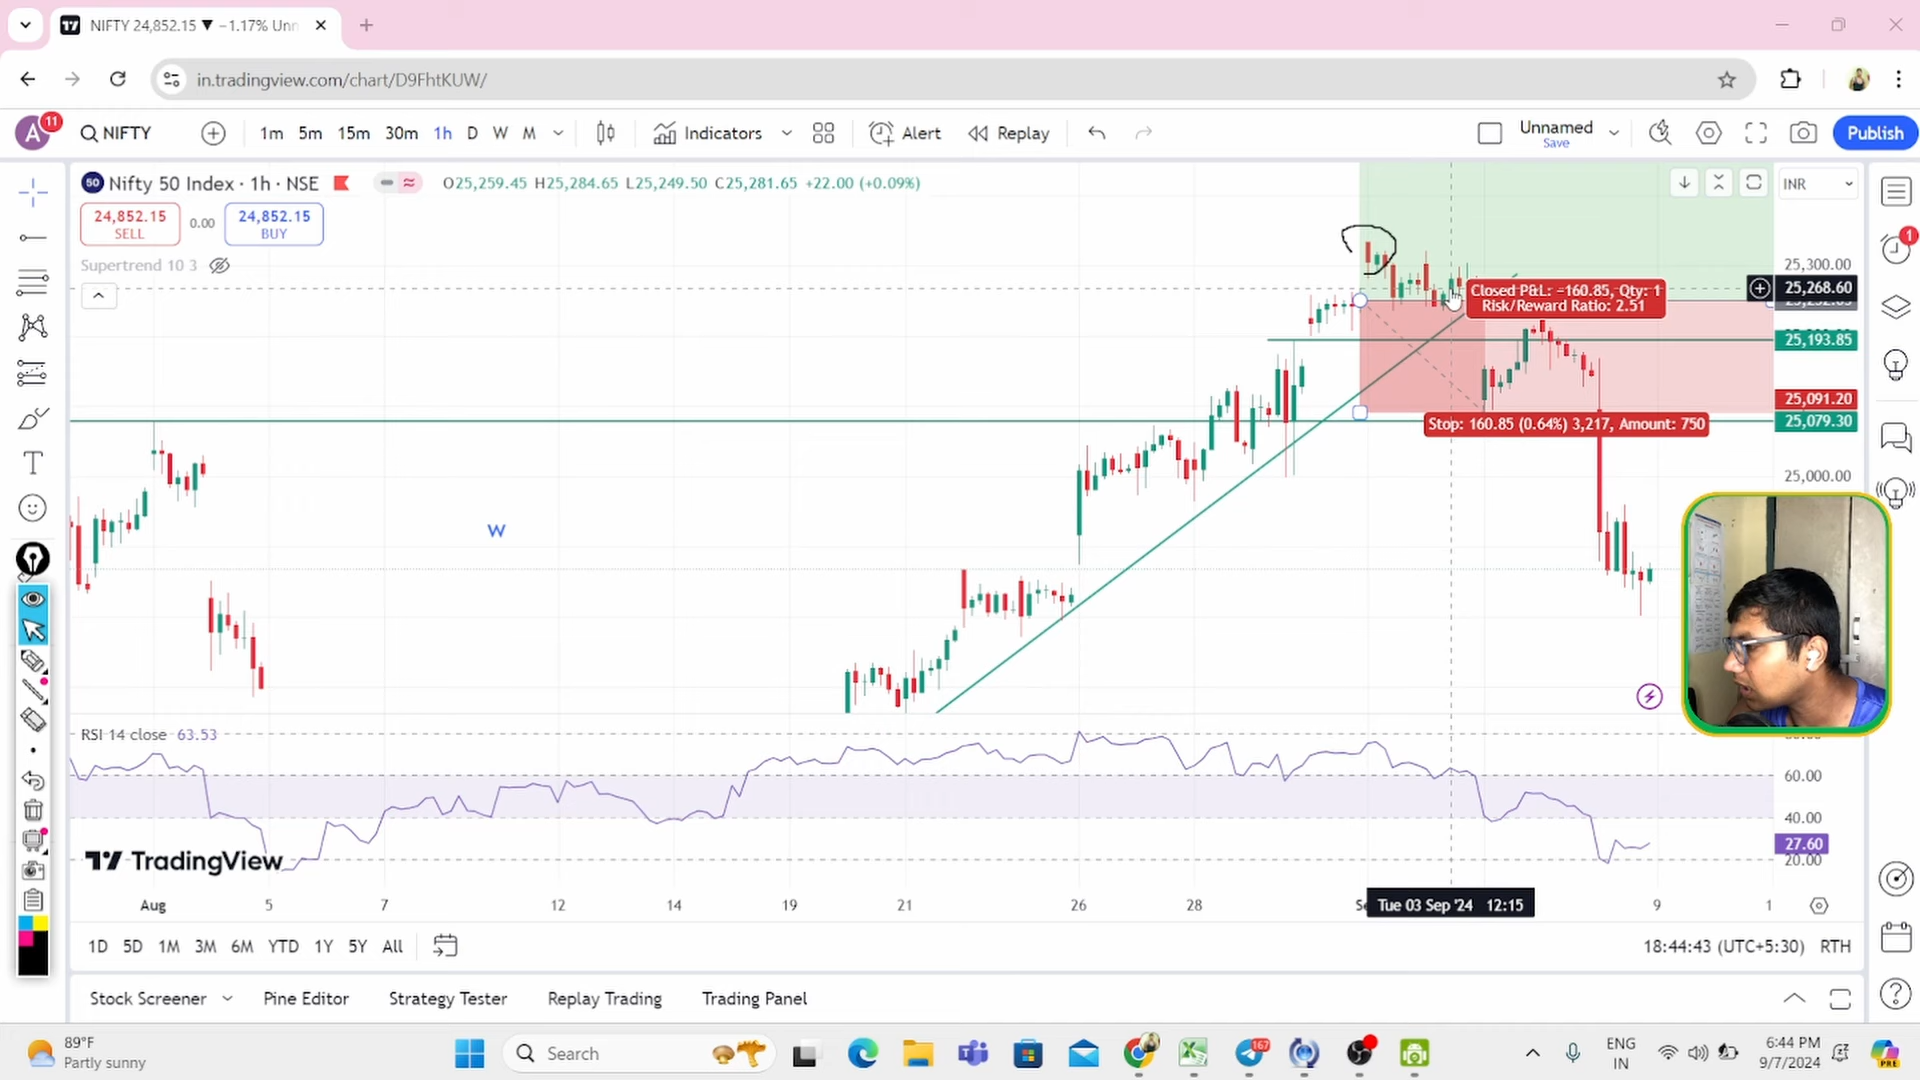 NIFTY 24,852.15 ▼ −1.17% Unn
in.tradingview.com/chart/D9FhtKUW/
A 11 NIFTY 1m 5m 15m 30m 1h D W M Indicators Alert Replay Unnamed Save Publish
50 Nifty 50 Index · 1h · NSE O25,259.45 H25,284.65 L25,249.50 C25,281.65 +22.00 (+0.09%) INR
24,852.15 SELL 0.00 24,852.15 BUY
Supertrend 10 3
25,300.00
25,268.60
Closed P&L: −160.85, Qty: 1
Risk/Reward Ratio: 2.51
25,193.85
25,091.20
25,079.30
Stop: 160.85 (0.64%) 3,217, Amount: 750
25,000.00
W
1
RSI 14 close 63.53
60.00
40.00
27.60
20.00
TradingView
Aug 5 7 12 14 19 21 26 28 Tue 03 Sep '24 12:15 9 1
1D 5D 1M 3M 6M YTD 1Y 5Y All 18:44:43 (UTC+5:30) RTH
Stock Screener Pine Editor Strategy Tester Replay Trading Trading Panel
89°F
Partly sunny
Search
167
ENG
IN
6:44 PM
9/7/2024
PRE